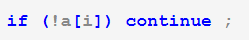 if (!a[i]) continue ;